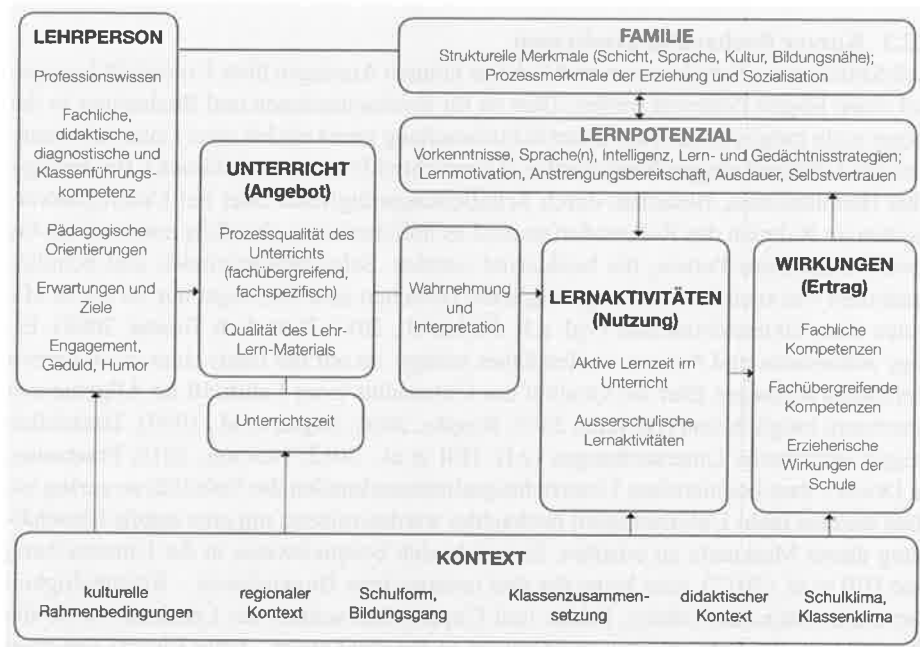 LEHRPERSON
Professionswissen
Fachliche,
didaktische,
diagnostische und
Klassenführungs-
kompetenz
Pädagogische
Orientierungen
Erwartungen und
Ziele
Engagement,
Geduld, Humor
FAMILIE
Strukturelle Merkmale (Schicht, Sprache, Kultur, Bildungsnähe);
Prozessmerkmale der Erziehung und Sozialisation
LERNPOTENZIAL
Vorkenntnisse, Sprache(n), Intelligenz, Lern- und Gedächtnisstrategien;
Lernmotivation, Anstrengungsbereitschaft, Ausdauer, Selbstvertrauen
UNTERRICHT
(Angebot)
Prozessqualität des
Unterrichts
(fachübergreifend,
fachspezifisch)
Qualität des Lehr-
Lern-Materials
Unterrichtszeit
Wahrnehmung
und
Interpretation
LERNAKTIVITÄTEN
(Nutzung)
Aktive Lernzeit im
Unterricht
Ausserschulische
Lernaktivitäten
WIRKUNGEN
(Ertrag)
Fachliche
Kompetenzen
Fachübergreifende
Kompetenzen
Erzieherische
Wirkungen der
Schule
KONTEXT
kulturelle
Rahmenbedingungen
regionaler
Kontext
Schulform,
Bildungsgang
Klassenzusammen-
setzung
didaktischer
Kontext
Schulklima,
Klassenklima